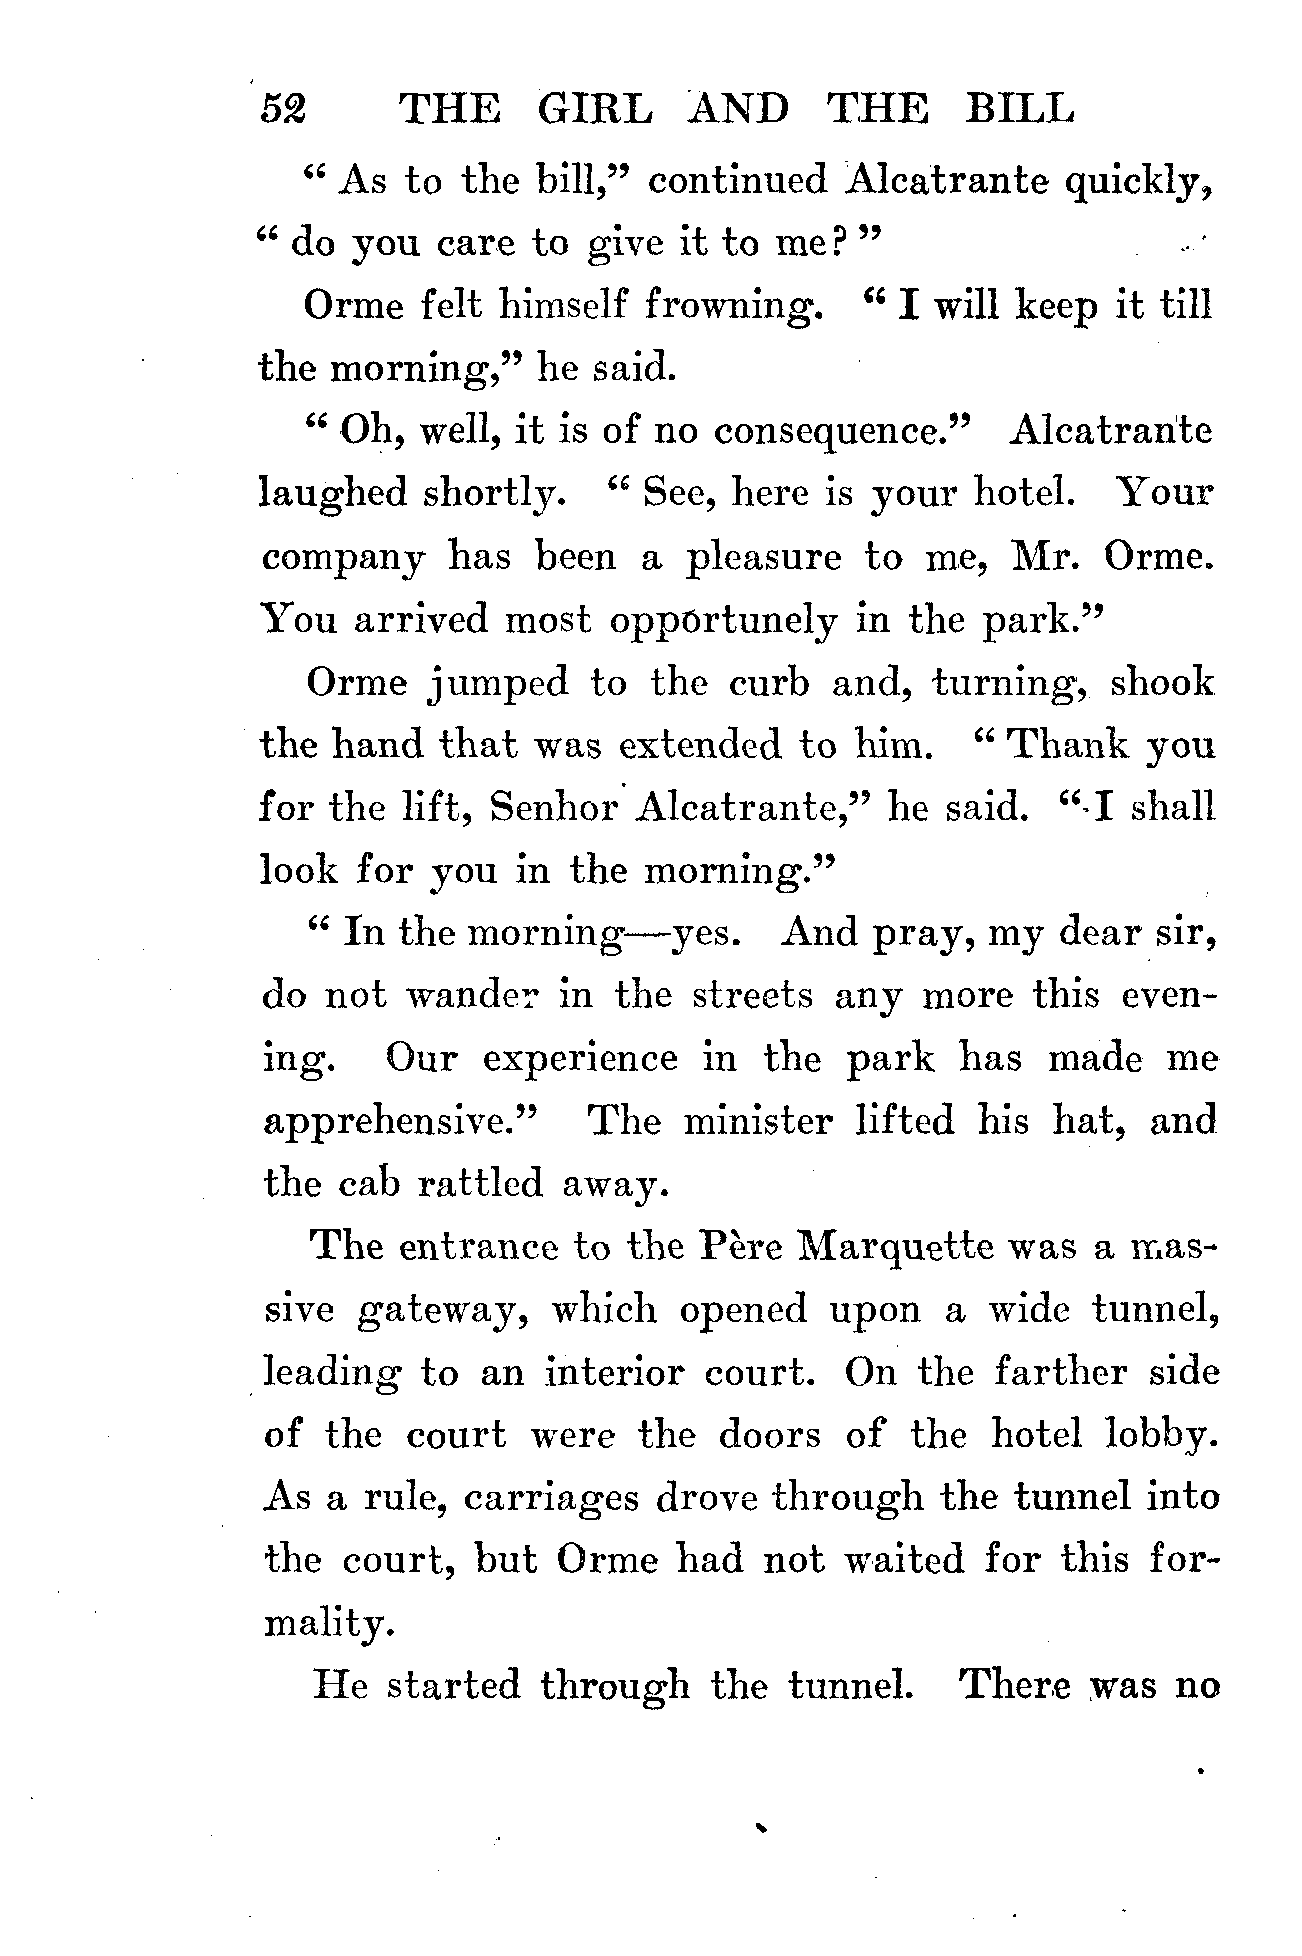 52 THE GIRL AND THE BILL
“ As to the bill,” continued Alcatrante quickly,
“ do you care to give it to me? ”
Orme felt himself frowning. “ I will keep it till
the morning,” he said.
“ Oh, well, it is of no consequence.” Alcatrante
laughed shortly. “ See, here is your hotel. Your
company has been a pleasure to me, Mr. Orme.
You arrived most opportunely in the park.”
Orme jumped to the curb and, turning, shook
the hand that was extended to him. “ Thank you
for the lift, Senhor Alcatrante,” he said. “ I shall
look for you in the morning.”
“ In the morning—yes. And pray, my dear sir,
do not wander in the streets any more this even-
ing. Our experience in the park has made me
apprehensive.” The minister lifted his hat, and
the cab rattled away.
The entrance to the Père Marquette was a mas-
sive gateway, which opened upon a wide tunnel,
leading to an interior court. On the farther side
of the court were the doors of the hotel lobby.
As a rule, carriages drove through the tunnel into
the court, but Orme had not waited for this for-
mality.
He started through the tunnel. There was no